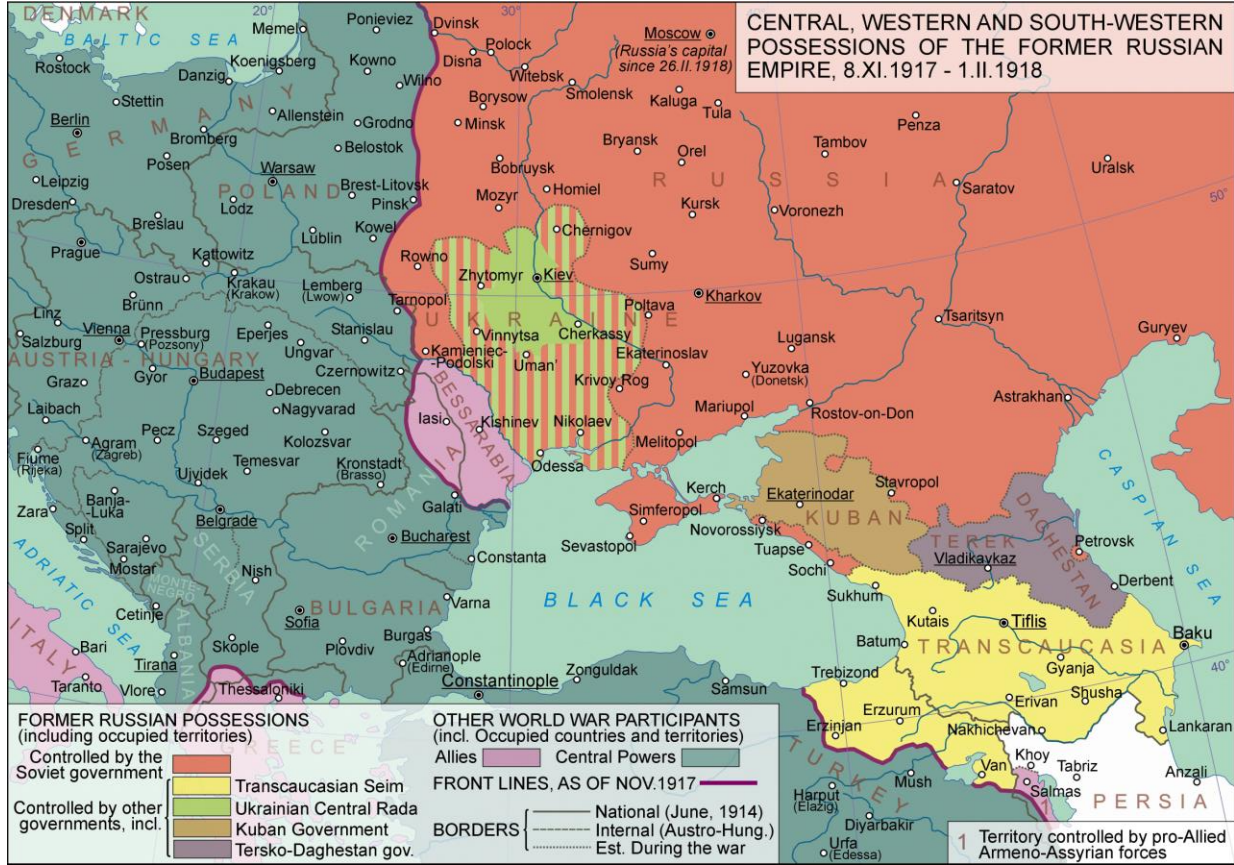 CENTRAL, WESTERN AND SOUTH-WESTERN
POSSESSIONS OF THE FORMER RUSSIAN
EMPIRE, 8.XI.1917 - 1.II.1918
DENMARK
20°
30°
40°
50°
40°
BALTIC SEA
Memel
Ponieviez
Dvinsk
Disna
Polock
Witebsk
Moscow
(Russia's capital
since 26.II.1918)
Rostock
Danzig
Koenigsberg
Kowno
Wilno
Smolensk
Kaluga
Tula
Stettin
Allenstein
Grodno
Borysow
Minsk
Bryansk
Orel
Tambov
Penza
Uralsk
Berlin
GERMANY
Bromberg
Posen
Warsaw
Belostok
Bobruysk
RUSSIA
Saratov
Leipzig
Dresden
POLAND
Lodz
Brest-Litovsk
Pinsk
Mozyr
Homiel
Kursk
Voronezh
Breslau
Lüblin
Kowel
Chernigov
Prague
Kattowitz
Ostrau
Krakau
(Krakow)
Lemberg
(Lwow)
Rowno
Zhytomyr
Kiev
Sumy
Kharkov
Brünn
Tarnopol
UKRAINE
Poltava
Tsaritsyn
Linz
Vienna
Pressburg
(Pozsony)
Eperjes
Stanislau
Vinnytsa
Cherkassy
Lugansk
Guryev
Salzburg
AUSTRIA - HUNGARY
Ungvar
Kamieniec-
-Podolski
Uman'
Ekaterinoslav
Yuzovka
(Donetsk)
Graz
Gyor
Budapest
Debrecen
Czernowitz
BESSARABIA
Krivoy Rog
Astrakhan
Laibach
Nagyvarad
Iasi
Kishinev
Nikolaev
Mariupol
Rostov-on-Don
Agram
(Zagreb)
Pecz
Szeged
Kolozsvar
Odessa
Melitopol
Fiume
(Rijeka)
Ujvidek
Temesvar
Kronstadt
(Brasso)
Galati
Kerch
Ekaterinodar
Stavropol
CASPIAN SEA
Zara
Banja-
Luka
Belgrade
ROMANIA
Simferopol
Novorossiysk
KUBAN
DAGHESTAN
Split
Sarajevo
Mostar
SERBIA
Bucharest
Sevastopol
Tuapse
TEREK
Petrovsk
ADRIATIC SEA
MONTE-
NEGRO
Nish
Constanta
Sochi
Vladikavkaz
Derbent
Cetinje
BULGARIA
Varna
BLACK SEA
Sukhum
ITALY
Bari
ALBANIA
Sofia
Burgas
Kutais
Tiflis
Skople
Plovdiv
Adrianople
(Edirne)
Batum
TRANSCAUCASIA
Baku
Tirana
Taranto
Vlore
Thessaloniki
Constantinople
Zonguldak
Samsun
Trebizond
Gyanja
Erivan
Shusha
Erzurum
Erzinjan
Nakhichevan
Lankaran
GREECE
TURKEY
Van
Khoy
Tabriz
Mush
Salmas
Anzali
Harput
(Elazig)
1
PERSIA
Diyarbakir
Urfa
(Edessa)
FORMER RUSSIAN POSSESSIONS
(including occupied territories)
Controlled by the
Soviet government
Controlled by other
governments, incl.
Transcaucasian Seim
Ukrainian Central Rada
Kuban Government
Tersko-Daghestan gov.
OTHER WORLD WAR PARTICIPANTS
(incl. Occupied countries and territories)
Allies
Central Powers
FRONT LINES, AS OF NOV.1917
BORDERS
National (June, 1914)
Internal (Austro-Hung.)
Est. During the war
1 Territory controlled by pro-Allied
Armeno-Assyrian forces